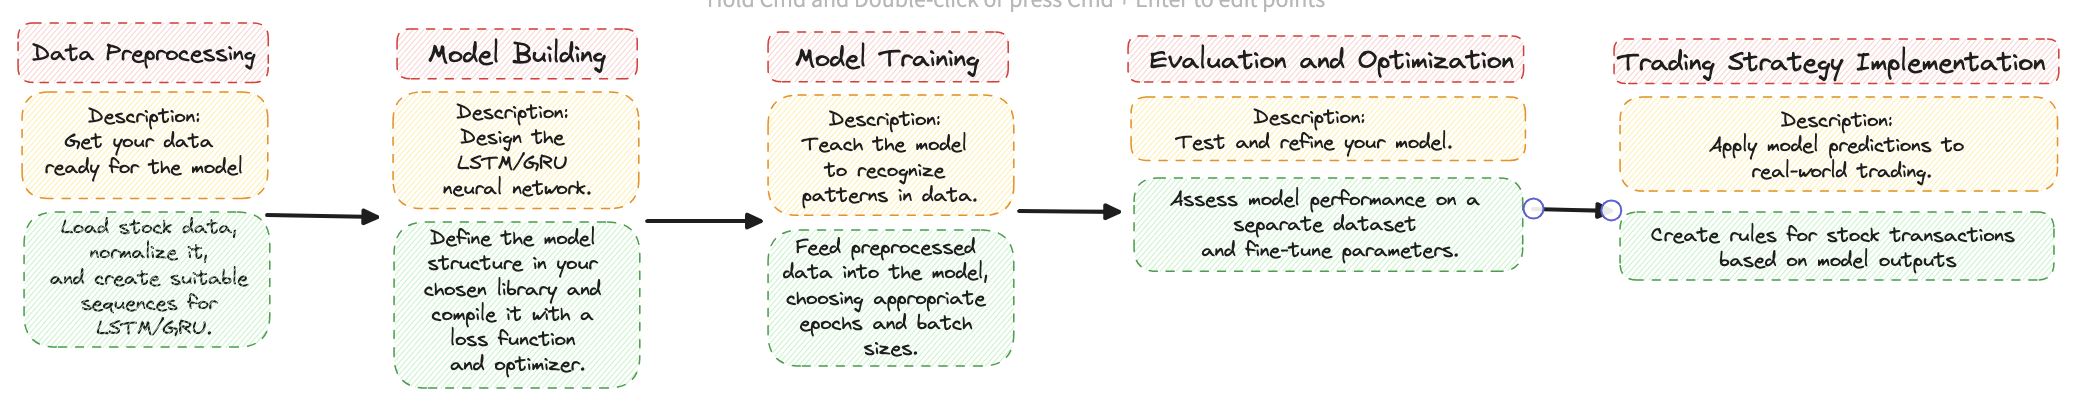 Hold Cmd and Double-click or press Cmd + Enter to edit points
Data Preprocessing
Description:
Get your data
ready for the model
Load stock data,
normalize it,
and create suitable
sequences for
LSTM/GRU.
Model Building
Description:
Design the
LSTM/GRU
neural network.
Define the model
structure in your
chosen library and
compile it with a
loss function
and optimizer.
Model Training
Description:
Teach the model
to recognize
patterns in data.
Feed preprocessed
data into the model,
choosing appropriate
epochs and batch
sizes.
Evaluation and Optimization
Description:
Test and refine your model.
Assess model performance on a
separate dataset
and fine-tune parameters.
Trading Strategy Implementation
Description:
Apply model predictions to
real-world trading.
Create rules for stock transactions
based on model outputs